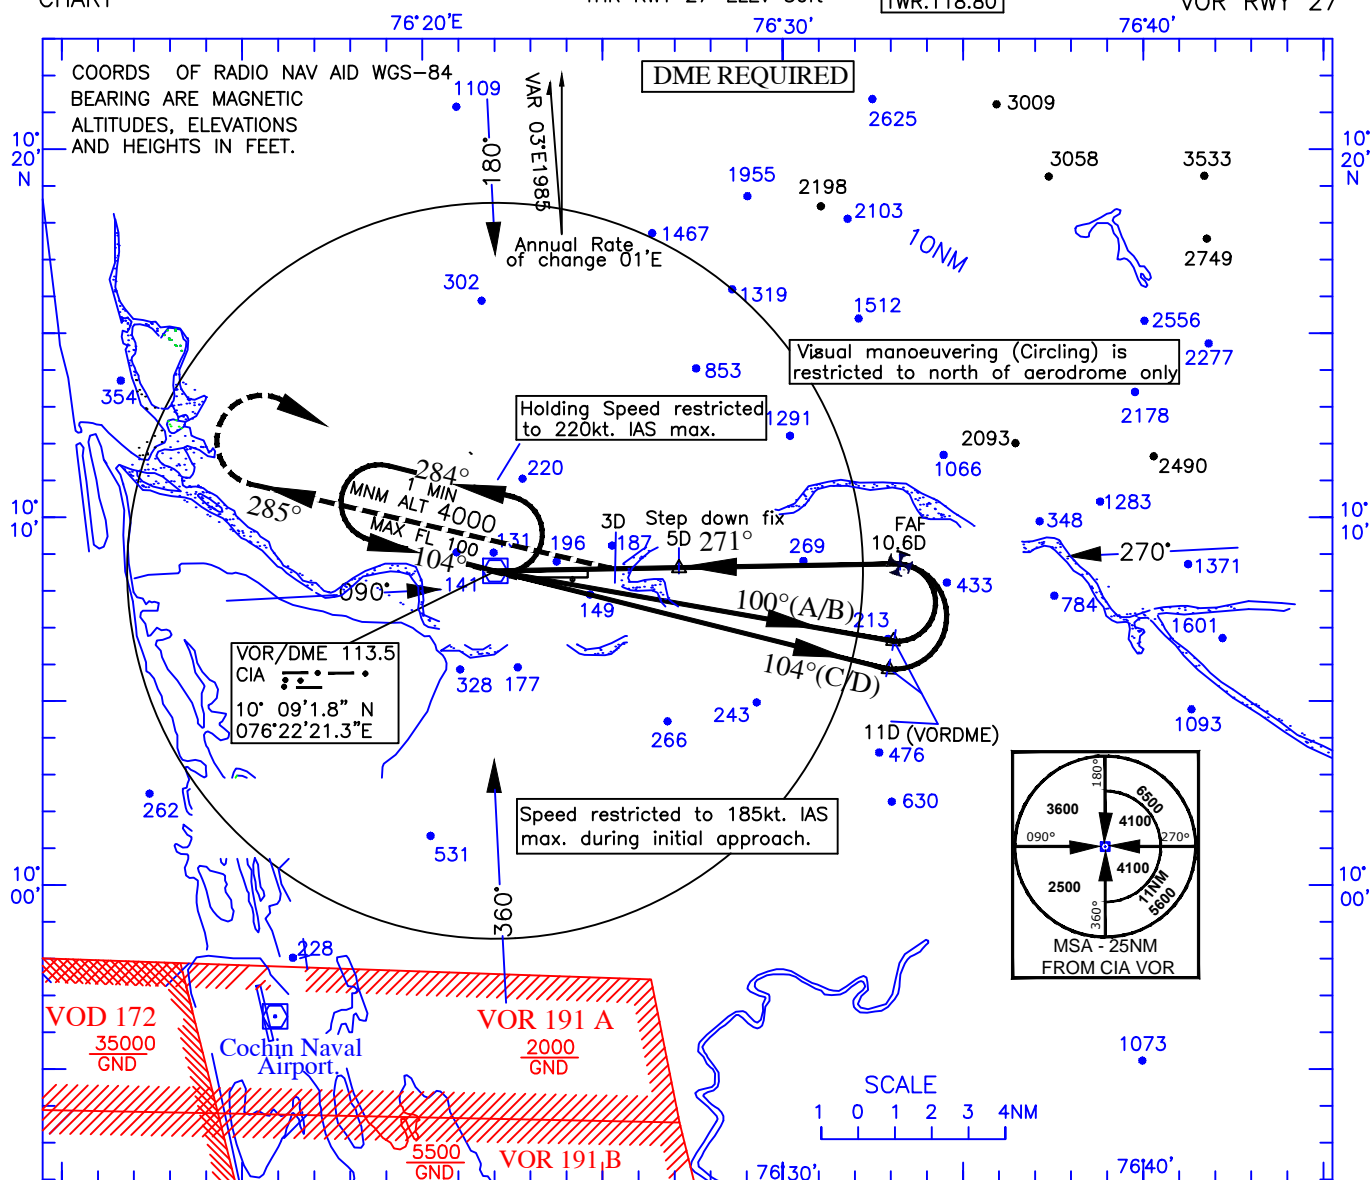 CHART
VOR RWY 27
TWR.118.80
76°20'E
76°30'
76°40'
COORDS OF RADIO NAV AID WGS-84
BEARING ARE MAGNETIC
ALTITUDES, ELEVATIONS
AND HEIGHTS IN FEET.
DME REQUIRED
VAR 03°E1985
Annual Rate
of change 01'E
10°
20'
N
10°
20'
N
1109
180°
2625
3009
3058
3533
1955
2198
2103
1467
10NM
2749
302
1319
1512
2556
2277
Visual manoeuvering (Circling) is
restricted to north of aerodrome only
853
354
2178
Holding Speed restricted
to 220kt. IAS max.
1291
2093
1066
2490
284°
1 MIN
MNM ALT 4000
MAX FL 100
104°
220
285°
1283
348
10°
10'
10°
10'
131
196
3D
187
Step down fix
5D
271°
269
FAF
10.6D
270°
1371
141
090°
149
433
784
100°(A/B)
213
1601
104°(C/D)
VOR/DME 113.5
CIA
10° 09'1.8" N
076°22'21.3"E
328
177
243
266
11D (VORDME)
476
1093
630
262
531
Speed restricted to 185kt. IAS
max. during initial approach.
180°
3600
6500
4100
090°
270°
4100
2500
11NM
5600
360°
MSA - 25NM
FROM CIA VOR
10°
00'
10°
00'
360°
228
VOD 172
35000
GND
VOR 191 A
2000
GND
Cochin Naval
Airport.
1073
SCALE
1 0 1 2 3 4NM
5500
GND
VOR 191 B
76°30'
76°40'